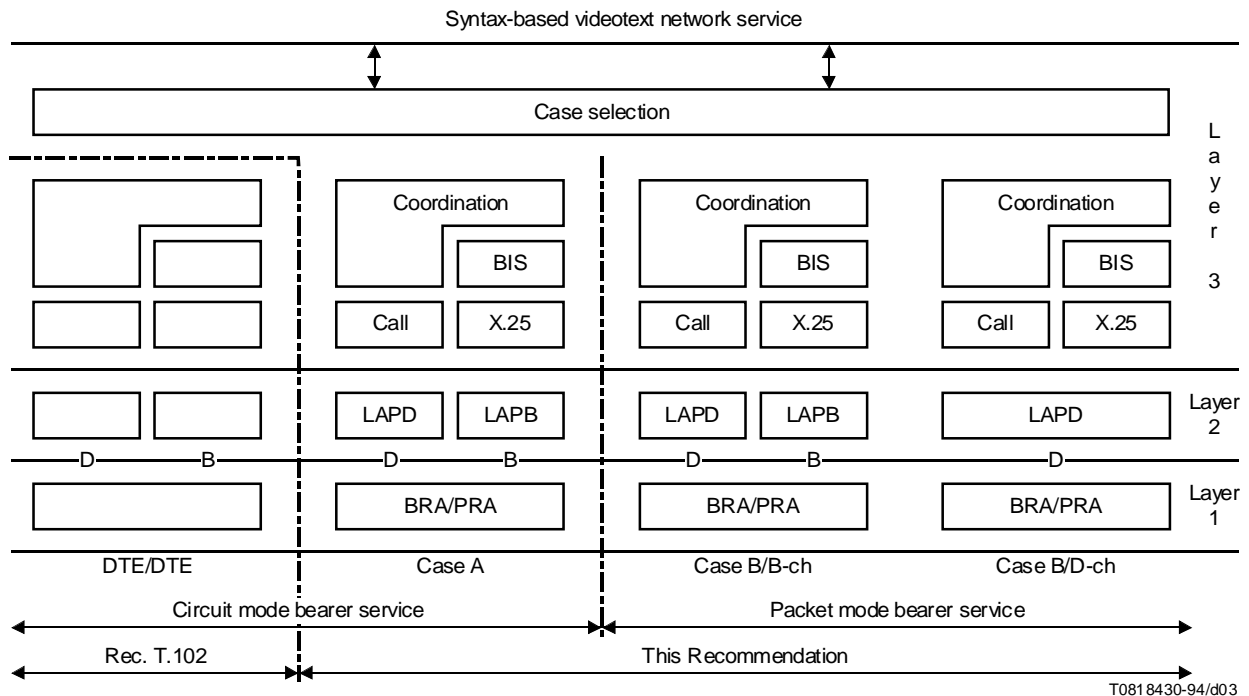 Syntax-based videotext network service
Case selection
Layer 3
Coordination Coordination Coordination
BIS BIS BIS
Call X.25 Call X.25 Call X.25
LAPD LAPB LAPD LAPB LAPD
Layer 2
D B D B D B D
BRA/PRA BRA/PRA BRA/PRA
Layer 1
DTE/DTE Case A Case B/B-ch Case B/D-ch
Circuit mode bearer service Packet mode bearer service
Rec. T.102 This Recommendation
T0818430-94/d03